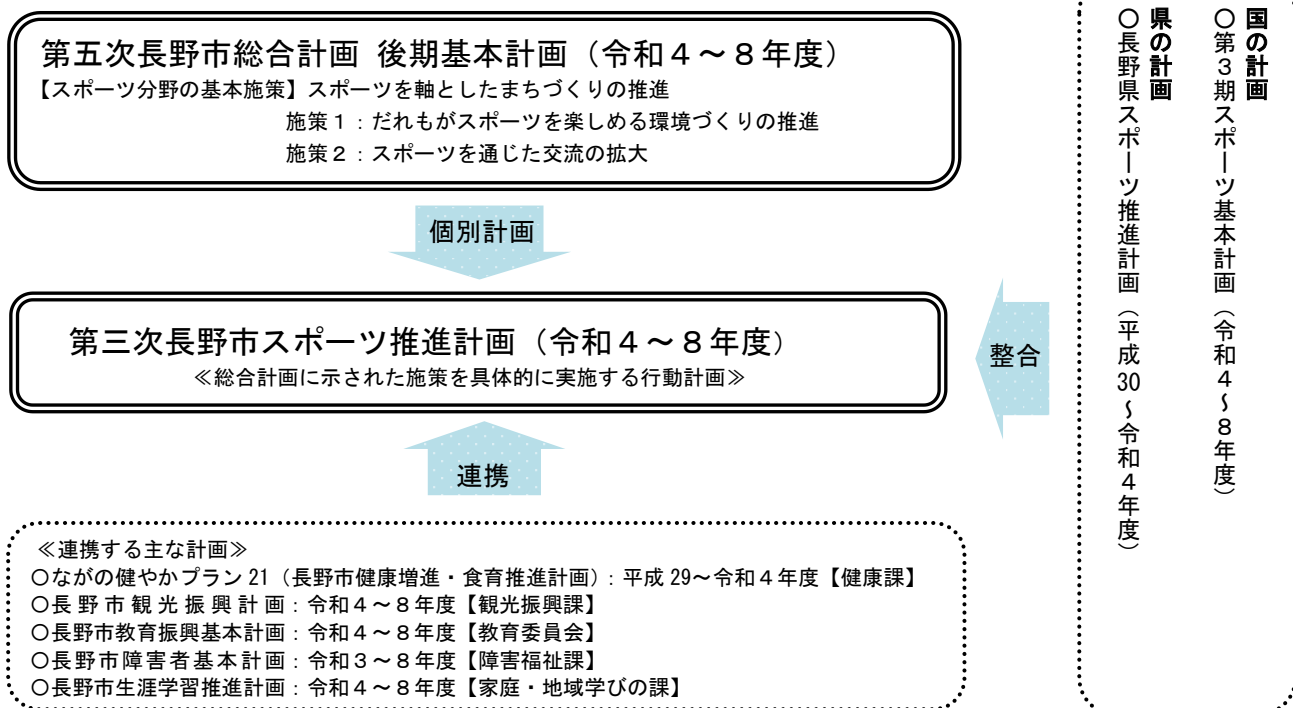 第五次長野市総合計画 後期基本計画（令和４～８年度）
【スポーツ分野の基本施策】スポーツを軸としたまちづくりの推進
施策１：だれもがスポーツを楽しめる環境づくりの推進
施策２：スポーツを通じた交流の拡大
個別計画
第三次長野市スポーツ推進計画（令和４～８年度）
≪総合計画に示された施策を具体的に実施する行動計画≫
整合
連携
≪連携する主な計画≫
○ながの健やかプラン21（長野市健康増進・食育推進計画）：平成29～令和４年度【健康課】
○長野市観光振興計画：令和４～８年度【観光振興課】
○長野市教育振興基本計画：令和４～８年度【教育委員会】
○長野市障害者基本計画：令和３～８年度【障害福祉課】
○長野市生涯学習推進計画：令和４～８年度【家庭・地域学びの課】
国の計画
○第３期スポーツ基本計画（令和４～８年度）
県の計画
○長野県スポーツ推進計画（平成30～令和４年度）